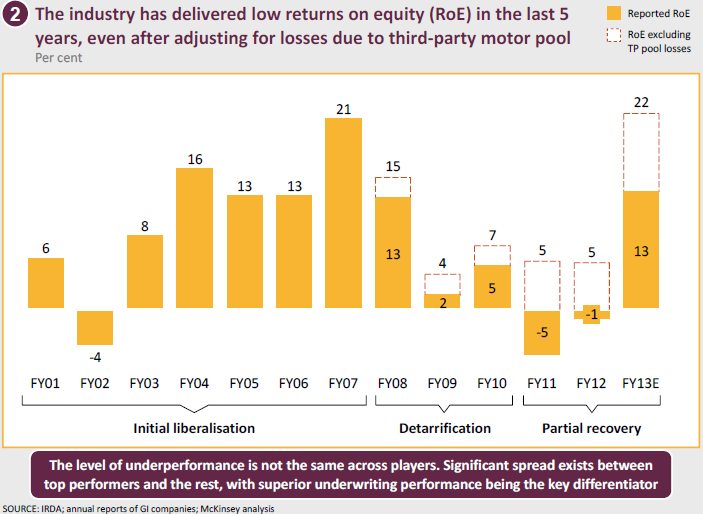 2
The industry has delivered low returns on equity (RoE) in the last 5
years, even after adjusting for losses due to third-party motor pool
Per cent
Reported RoE
RoE excluding
TP pool losses
6
-4
8
16
13
13
21
15
13
4
2
7
5
5
-5
5
-1
22
13
FY01 FY02 FY03 FY04 FY05 FY06 FY07 FY08 FY09 FY10 FY11 FY12 FY13E
Initial liberalisation Detarrification Partial recovery
The level of underperformance is not the same across players. Significant spread exists between
top performers and the rest, with superior underwriting performance being the key differentiator
SOURCE: IRDA; annual reports of GI companies; McKinsey analysis